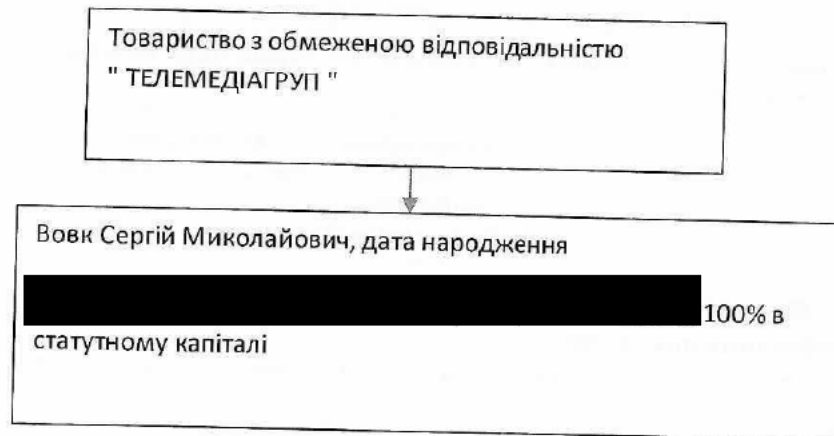 Товариство з обмеженою відповідальністю
" ТЕЛЕМЕДІАГРУП "
Вовк Сергій Миколайович, дата народження
100% в
статутному капіталі